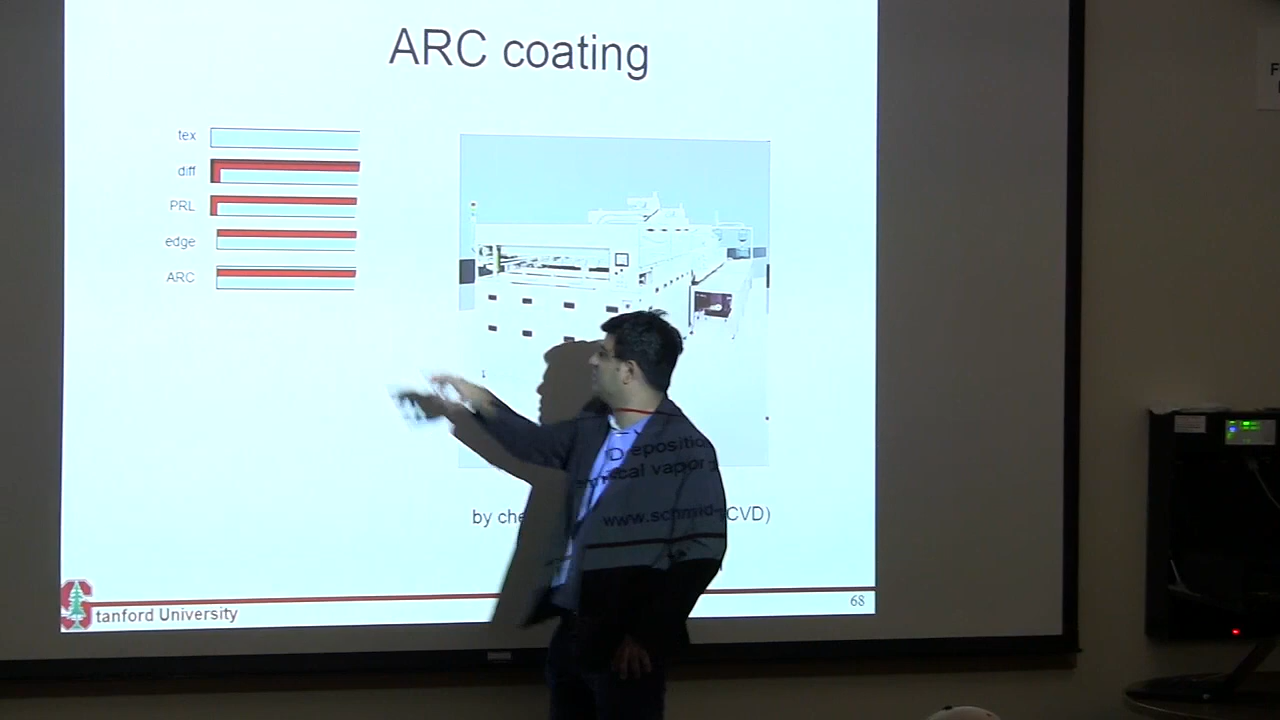 ARC coating
tex
diff
PRL
edge
ARC
by che
CVD)
www.schmid-
tanford University
68